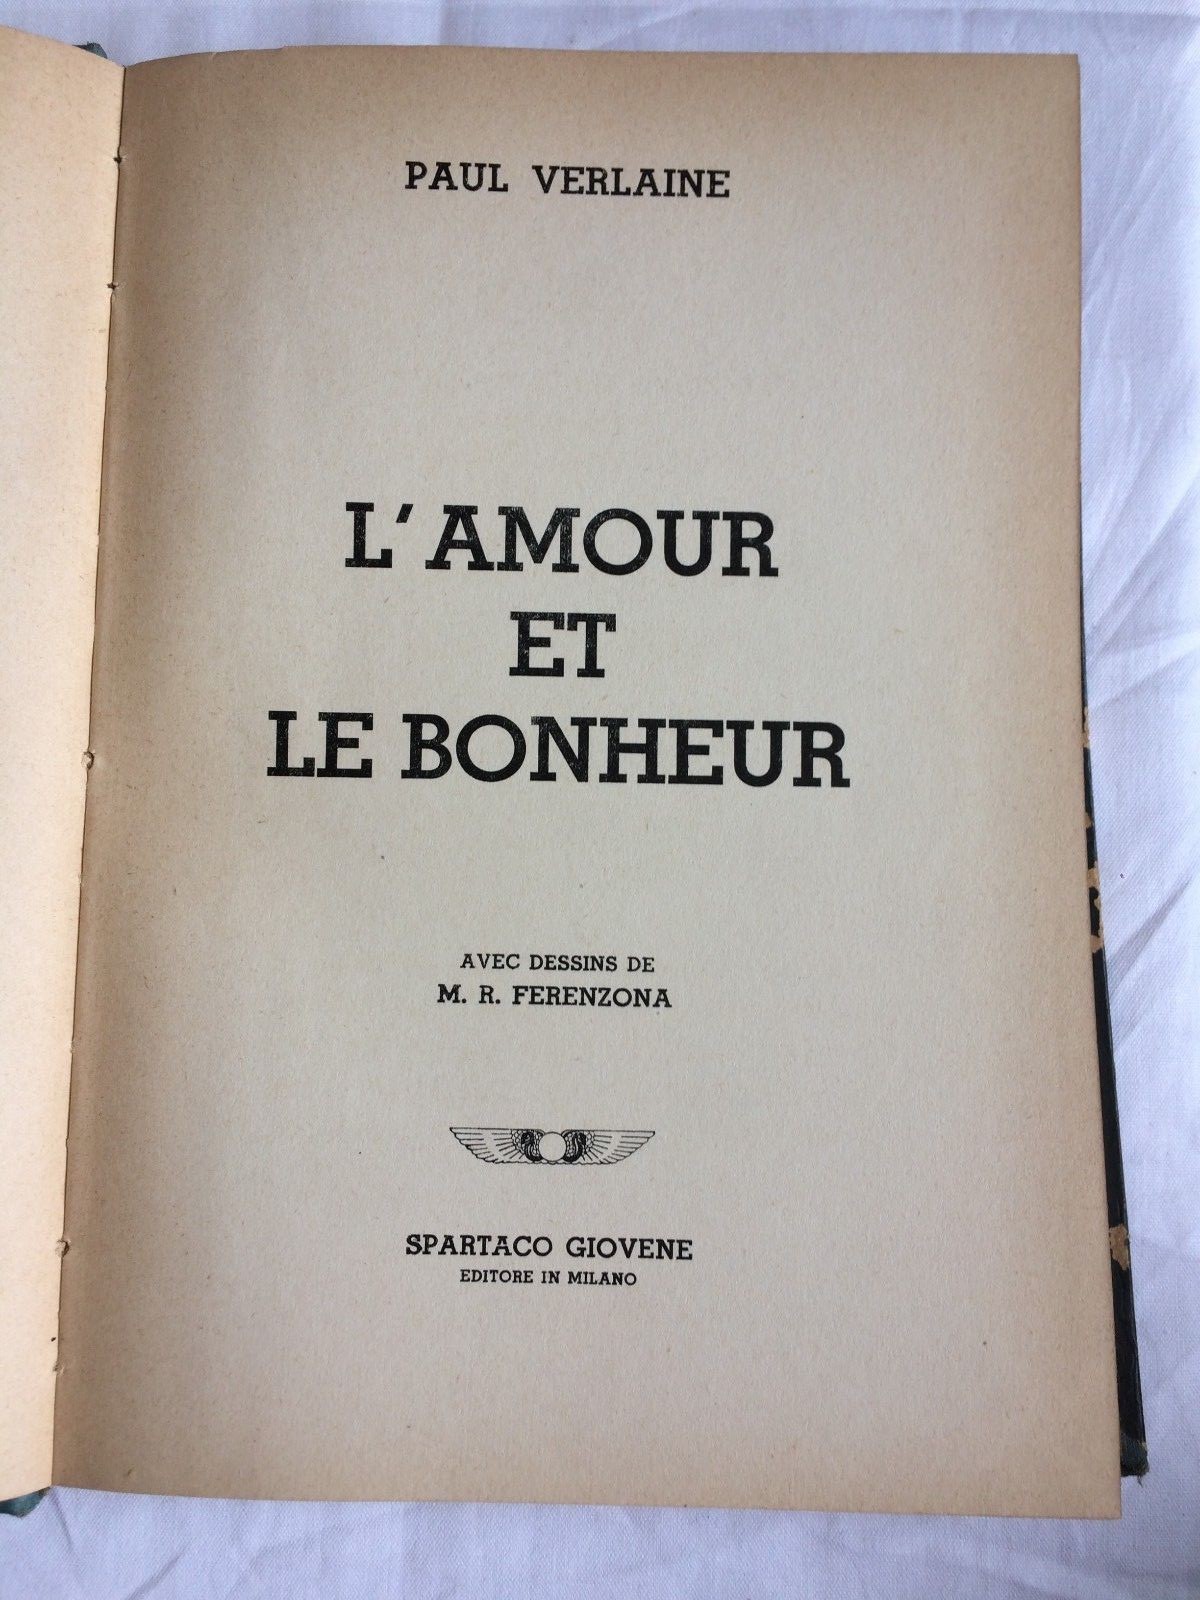 PAUL VERLAINE
L'AMOUR
ET
LE BONHEUR
AVEC DESSINS DE
M. R. FERENZONA
SPARTACO GIOVENE
EDITORE IN MILANO